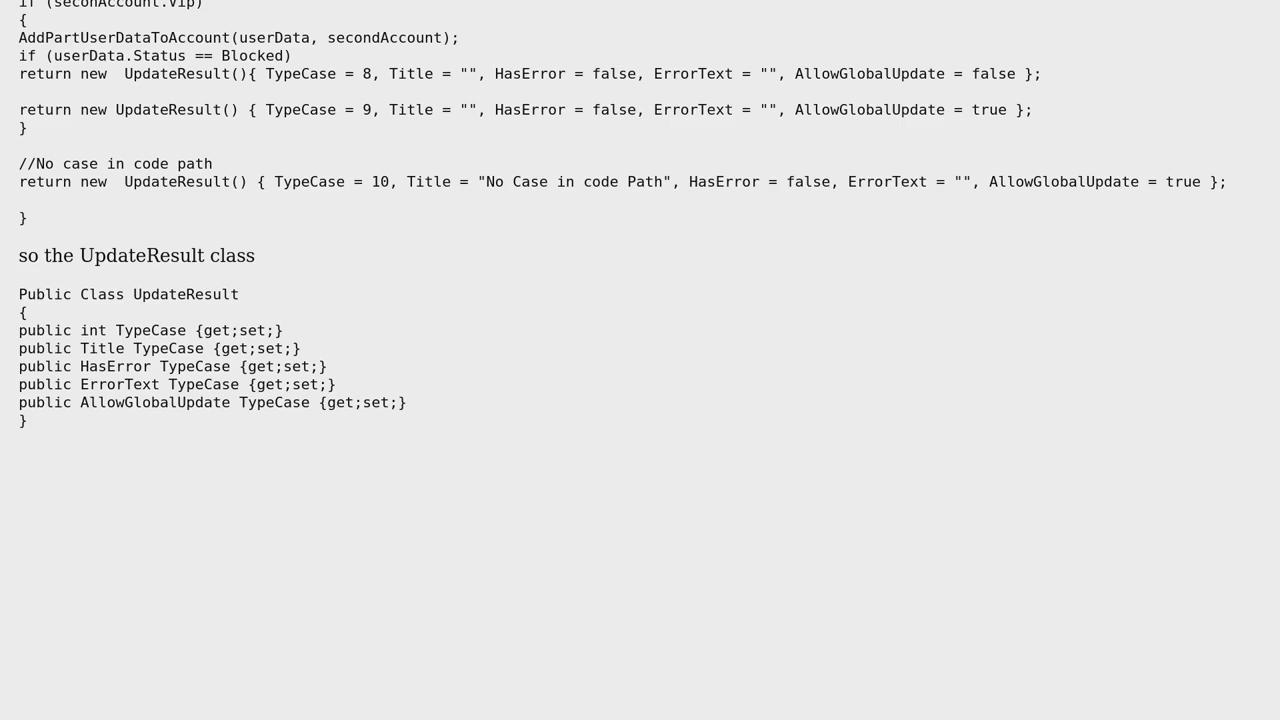 if (seconAccount.Vip)
{
AddPartUserDataToAccount(userData, secondAccount);
if (userData.Status == Blocked)
return new  UpdateResult(){ TypeCase = 8, Title = "", HasError = false, ErrorText = "", AllowGlobalUpdate = false };
return new UpdateResult() { TypeCase = 9, Title = "", HasError = false, ErrorText = "", AllowGlobalUpdate = true };
}
//No case in code path
return new  UpdateResult() { TypeCase = 10, Title = "No Case in code Path", HasError = false, ErrorText = "", AllowGlobalUpdate = true };
}
so the UpdateResult class
Public Class UpdateResult
{
public int TypeCase {get;set;}
public Title TypeCase {get;set;}
public HasError TypeCase {get;set;}
public ErrorText TypeCase {get;set;}
public AllowGlobalUpdate TypeCase {get;set;}
}